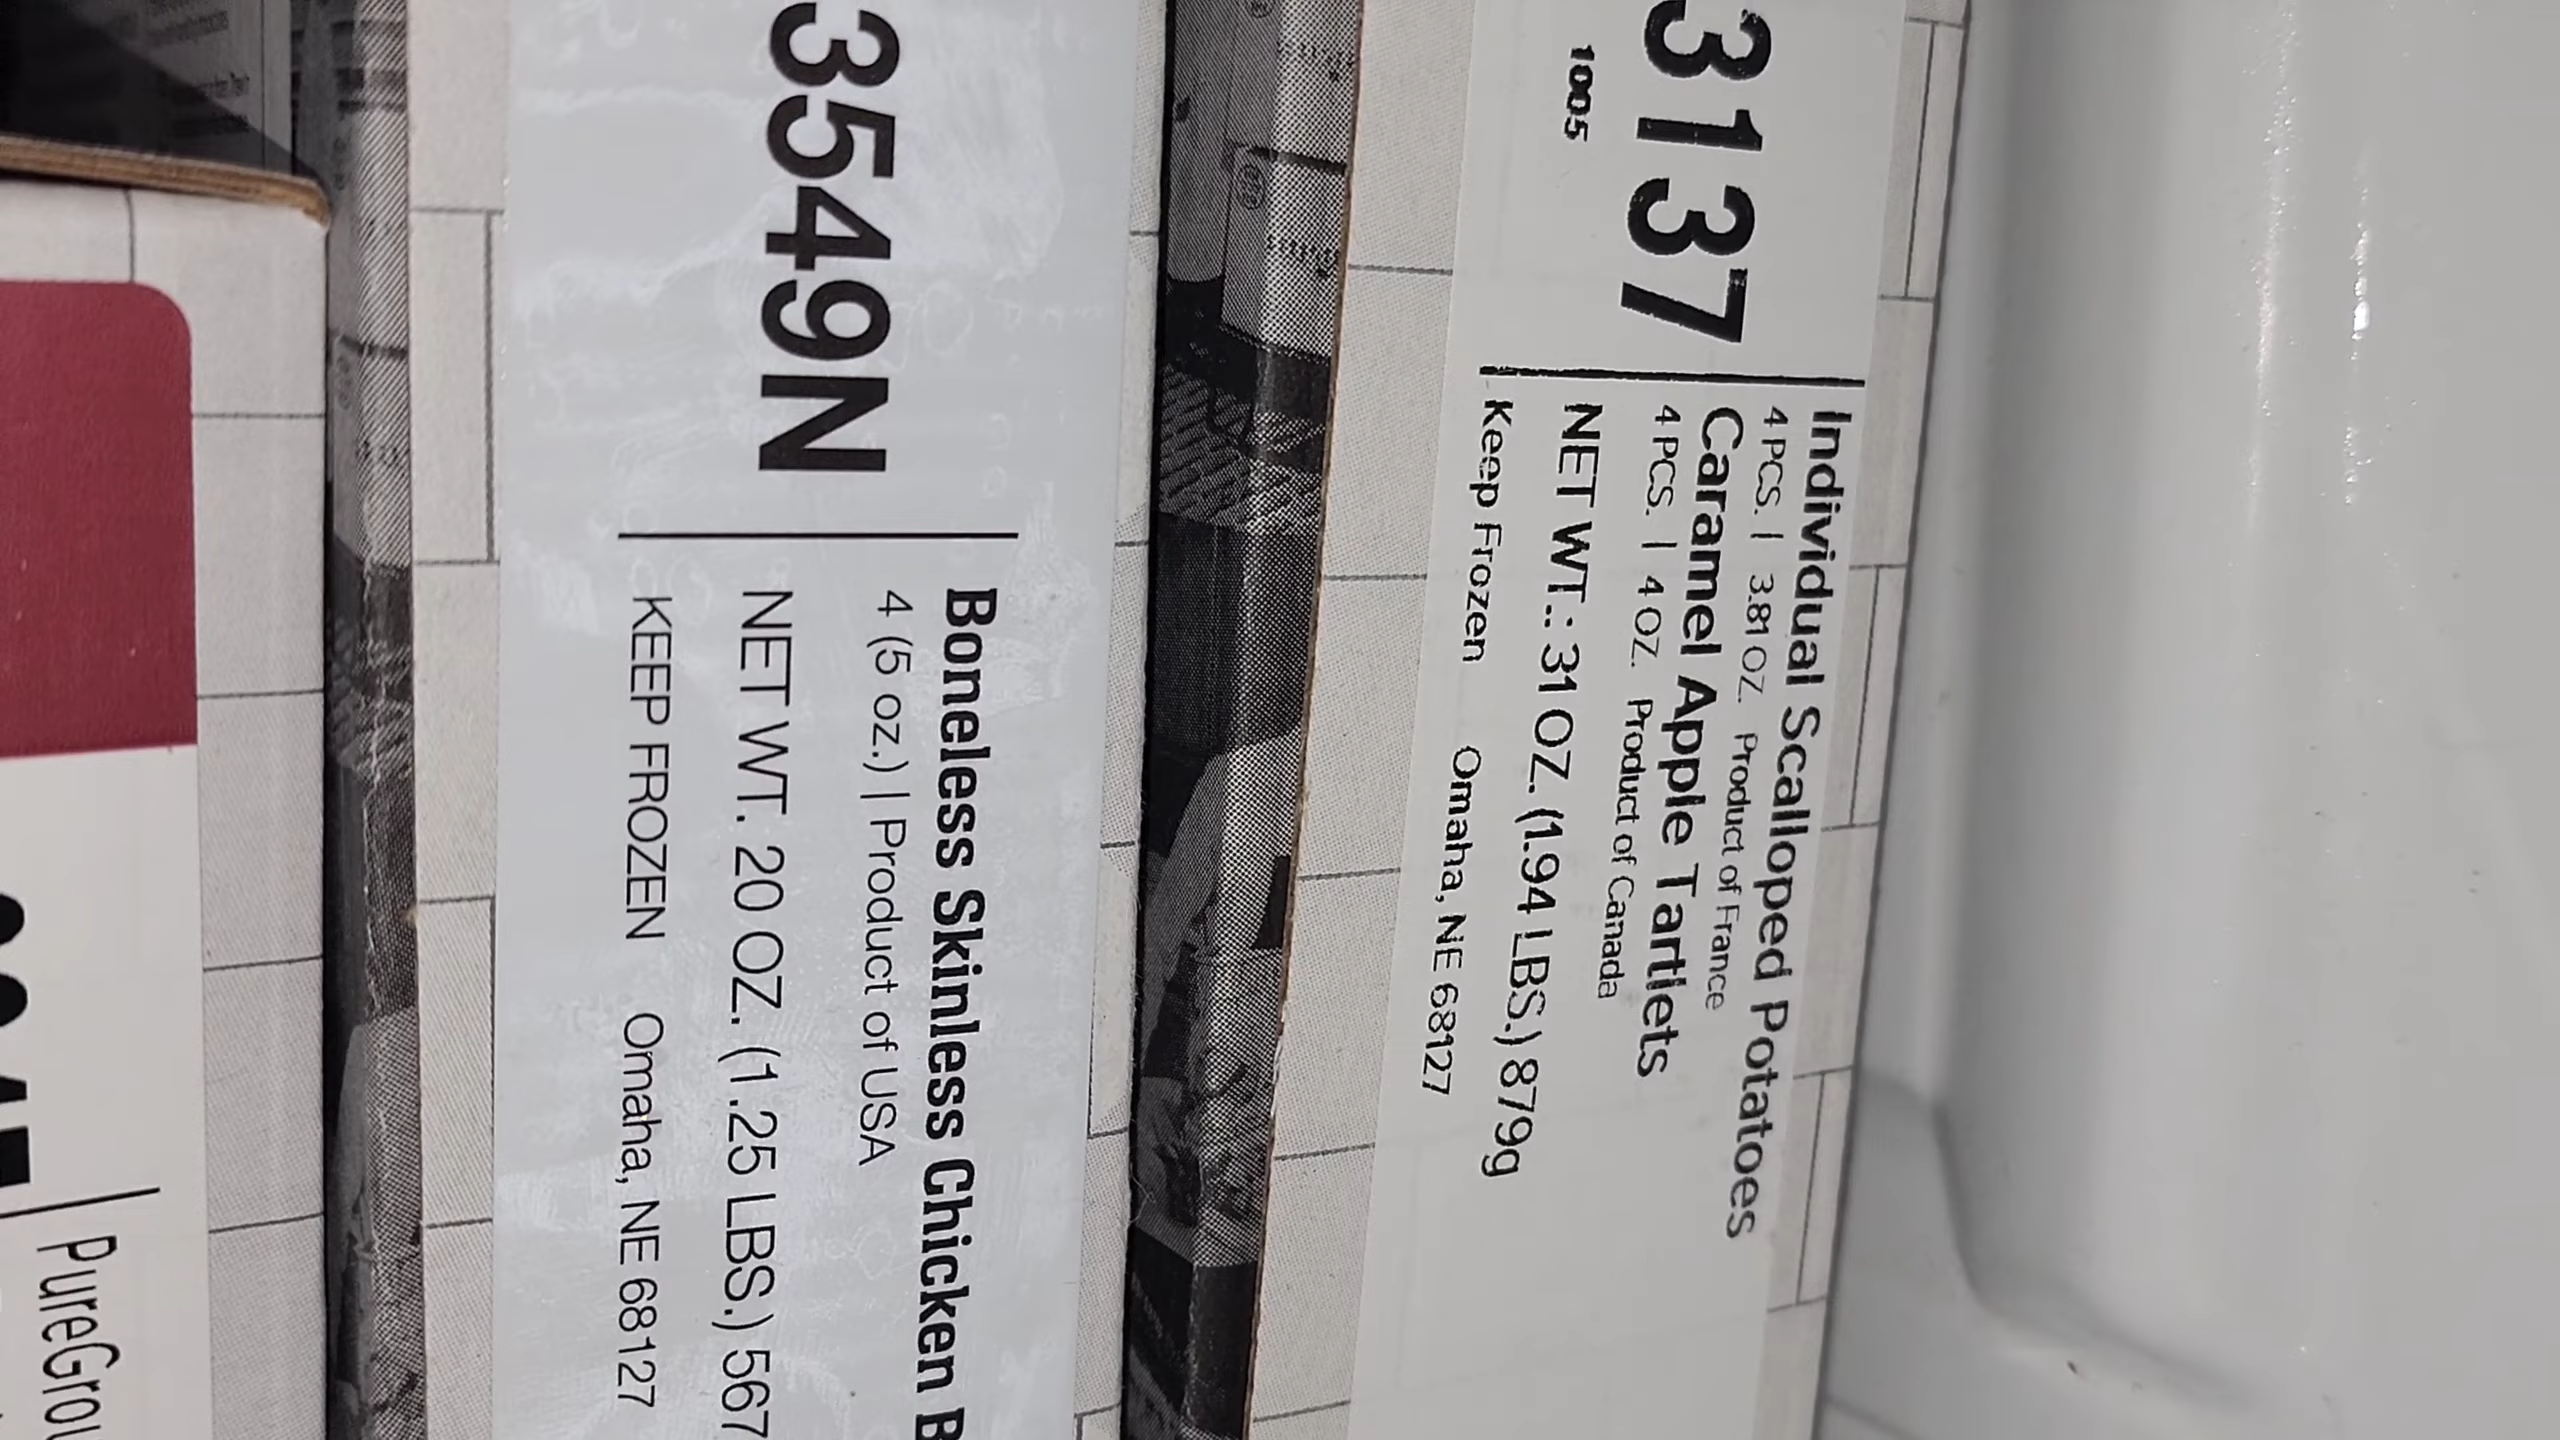 3137
1005
Individual Scalloped Potatoes
4 PCS. | 3.81 OZ. Product of France
Caramel Apple Tartlets
4 PCS. | 4 OZ. Product of Canada
NET WT.: 31 OZ. (1.94 LBS.) 879g
Keep Frozen Omaha, NE 68127
3549N
Boneless Skinless Chicken B
4 (5 oz.) | Product of USA
NET WT. 20 OZ. (1.25 LBS.) 567
KEEP FROZEN Omaha, NE 68127
PureGrou